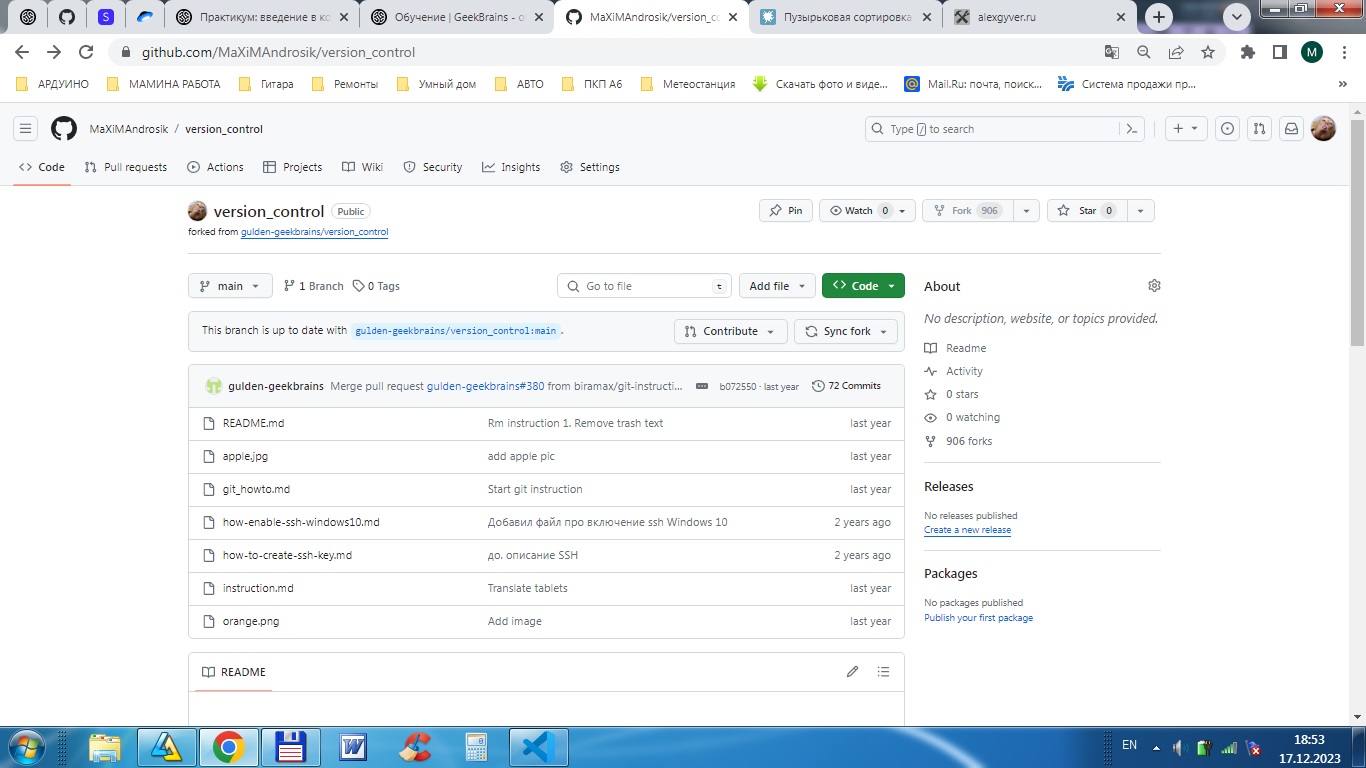 Практикум: введение в ко
Обучение | GeekBrains - о
MaXiMAndrosik/version_co
Пузырьковая сортировка
alexgyver.ru
github.com/MaXiMAndrosik/version_control
M
АРДУИНО
МАМИНА РАБОТА
Гитара
Ремонты
Умный дом
АВТО
ПКП А6
Метеостанция
Скачать фото и виде...
Mail.Ru: почта, поиск...
Система продажи пр...
»
MaXiMAndrosik / version_control
Type / to search
Code
Pull requests
Actions
Projects
Wiki
Security
Insights
Settings
version_control Public
Pin
Watch 0
Fork 906
Star 0
forked from gulden-geekbrains/version_control
main
1 Branch
0 Tags
Go to file t
Add file
Code
About
No description, website, or topics provided.
This branch is up to date with gulden-geekbrains/version_control:main.
Contribute
Sync fork
Readme
Activity
0 stars
0 watching
906 forks
gulden-geekbrains Merge pull request gulden-geekbrains#380 from biramax/git-instructi... b072550 · last year 72 Commits
README.md Rm instruction 1. Remove trash text last year
apple.jpg add apple pic last year
git_howto.md Start git instruction last year
how-enable-ssh-windows10.md Добавил файл про включение ssh Windows 10 2 years ago
how-to-create-ssh-key.md до. описание SSH 2 years ago
instruction.md Translate tablets last year
orange.png Add image last year
Releases
No releases published
Create a new release
Packages
No packages published
Publish your first package
README
EN
18:53
17.12.2023